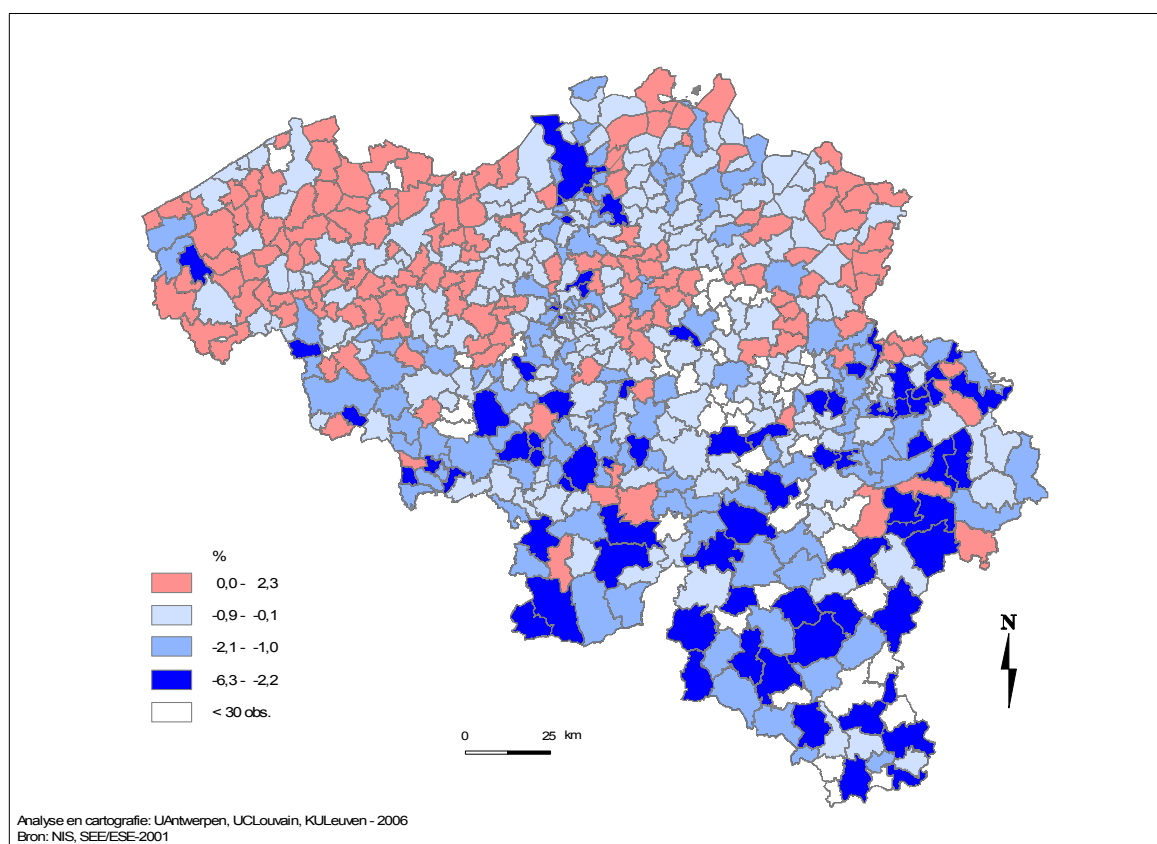 %
0,0 - 2,3
-0,9 - -0,1
-2,1 - -1,0
-6,3 - -2,2
< 30 obs.
N
0 25 km
Analyse en cartografie: UAntwerpen, UCLouvain, KULeuven - 2006
Bron: NIS, SEE/ESE-2001